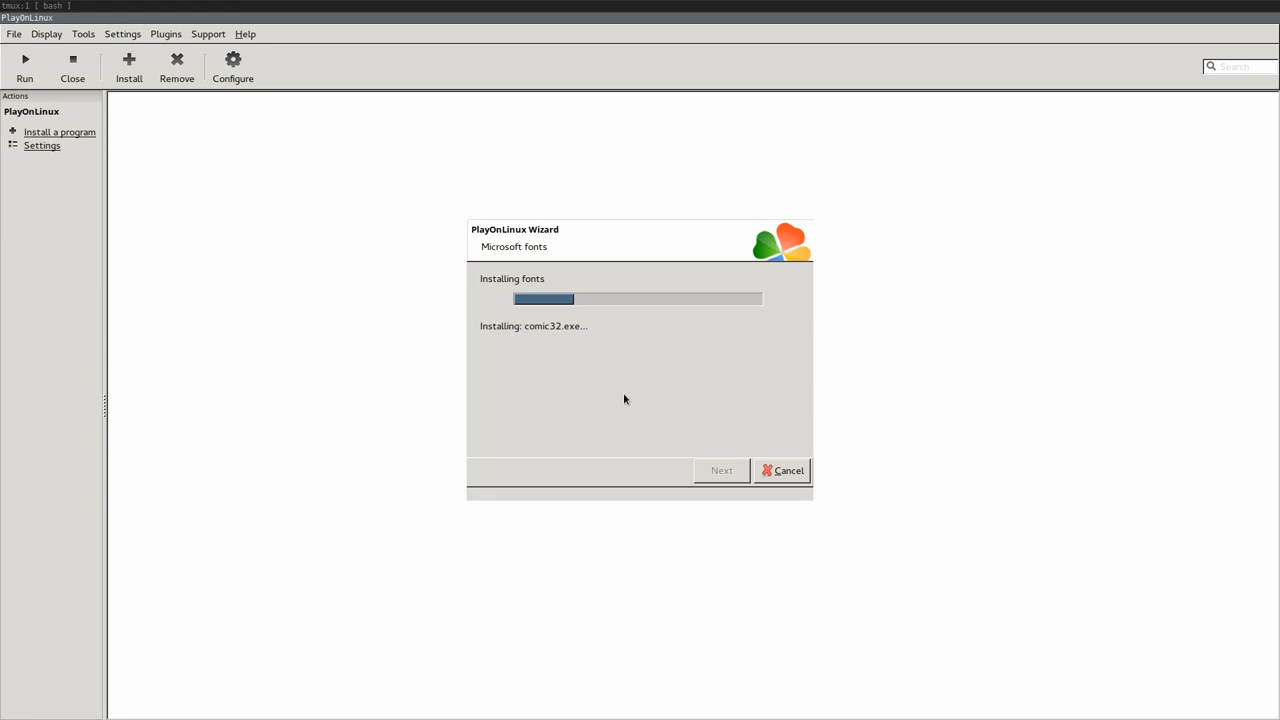 tmux:1 [ bash ]
PlayOnLinux
File Display Tools Settings Plugins Support Help
Run Close Install Remove Configure Search
Actions
PlayOnLinux
Install a program
Settings
PlayOnLinux Wizard
Microsoft fonts
Installing fonts
Installing: comic32.exe...
Next Cancel